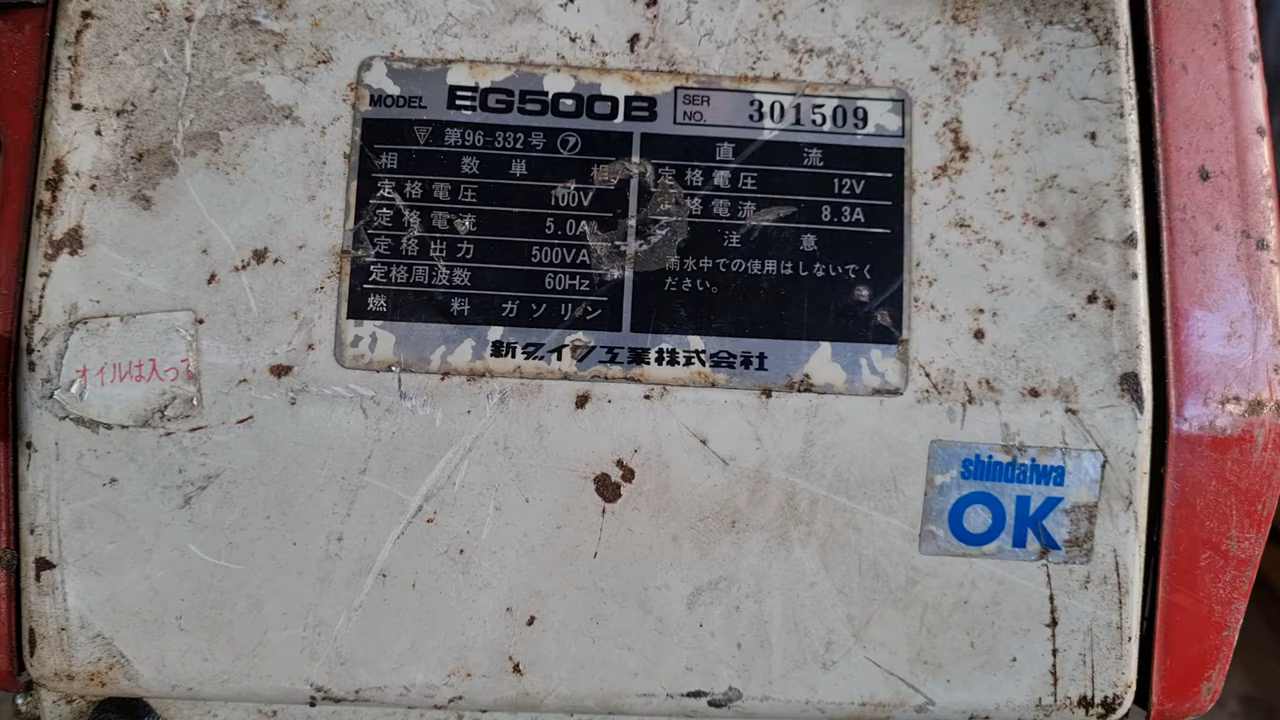 MODEL EG500B
SER NO. 301509
▽ 第96-332号 ㋐
相 数 単 相
定格電圧 100V
定格電流 5.0A
定格出力 500VA
定格周波数 60Hz
燃 料 ガソリン
直 流
定格電圧 12V
定格電流 8.3A
注 意
雨水中での使用はしないでく
ださい。
新ダイワ工業株式会社
オイルは入って
shindaiwa
OK